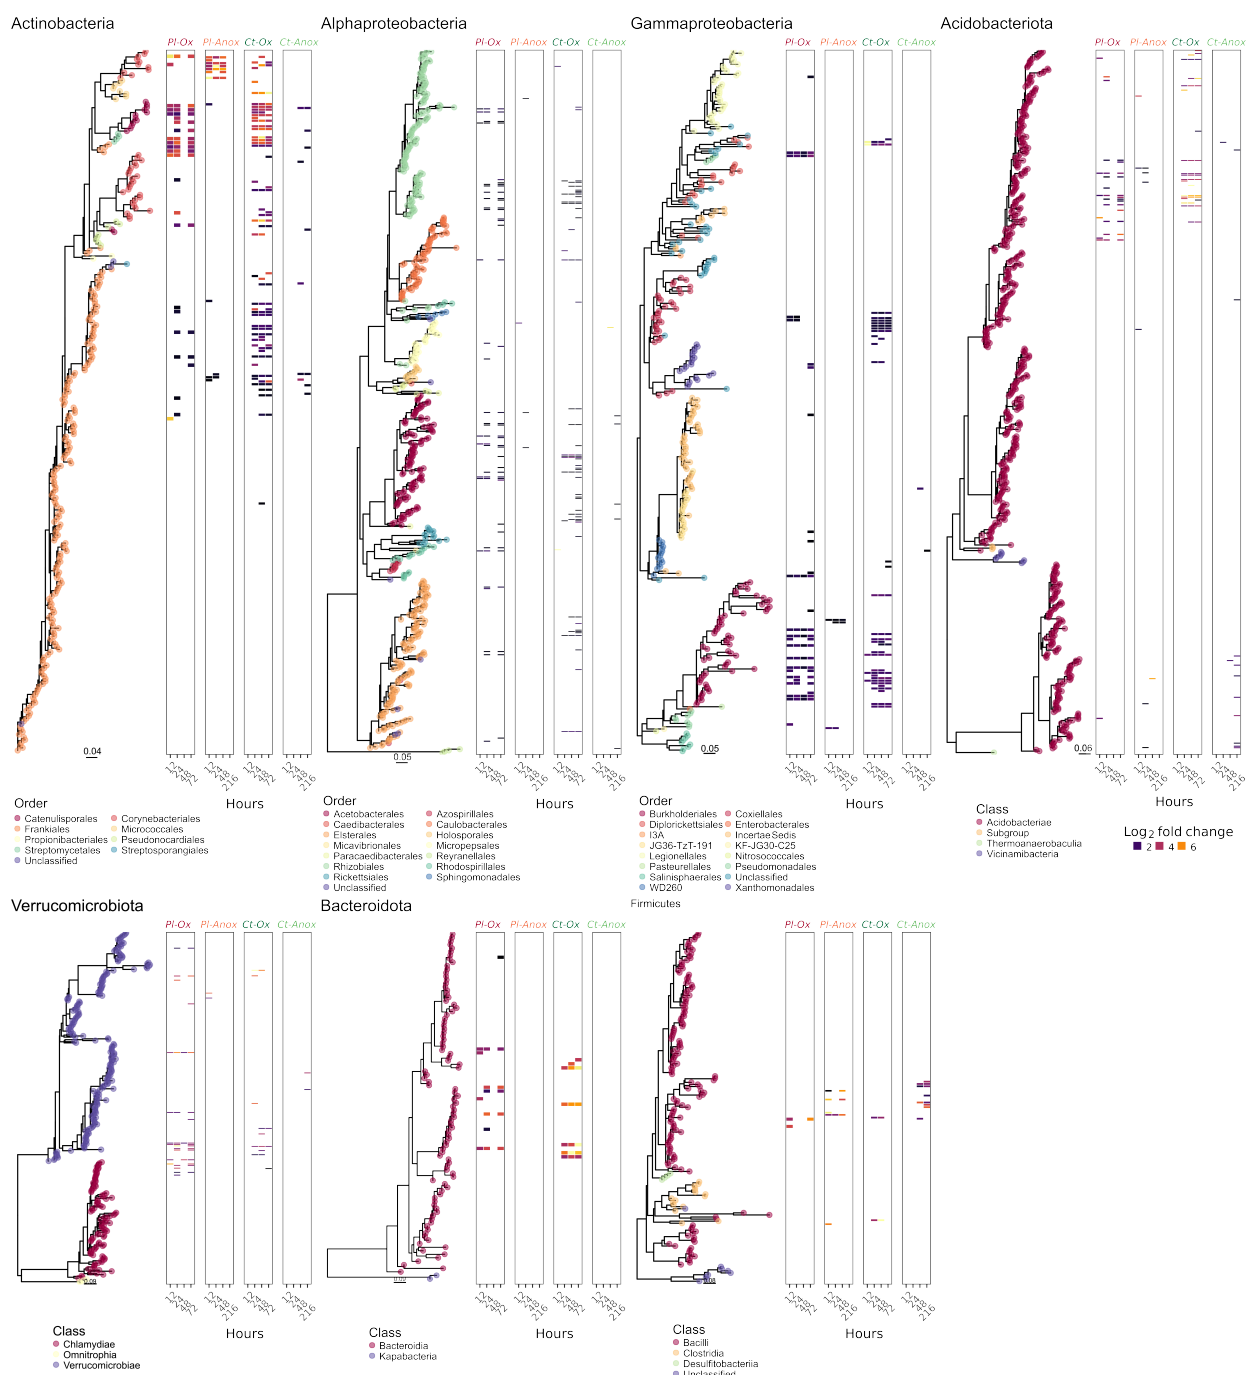 Actinobacteria
Alphaproteobacteria
Gammaproteobacteria
Acidobacteriota
Pl-Ox Pl-Anox Ct-Ox Ct-Anox
Pl-Ox Pl-Anox Ct-Ox Ct-Anox
Pl-Ox Pl-Anox Ct-Ox Ct-Anox
Pl-Ox Pl-Anox Ct-Ox Ct-Anox
0.04
0.05
0.05
0.06
Hours
Hours
Hours
Hours
Order
Catenulisporales
Corynebacteriales
Frankiales
Micrococcales
Propionibacteriales
Pseudonocardiales
Streptomycetales
Streptosporangiales
Unclassified
Order
Acetobacterales
Azospirillales
Caedibacterales
Caulobacterales
Elsterales
Holosporales
Micavibrionales
Micropepsales
Paracaedibacterales
Reyranellales
Rhizobiales
Rhodospirillales
Rickettsiales
Sphingomonadales
Unclassified
Order
Burkholderiales
Coxiellales
Diplorickettsiales
Enterobacterales
I3A
IncertaeSedis
JG36-TzT-191
KF-JG30-C25
Legionellales
Nitrosococcales
Pasteurellales
Pseudomonadales
Salinisphaerales
Unclassified
WD260
Xanthomonadales
Class
Acidobacteriae
Subgroup
Thermoanaerobaculia
Vicinamibacteria
Log2 fold change
2 4 6
Verrucomicrobiota
Bacteroidota
Firmicutes
Pl-Ox Pl-Anox Ct-Ox Ct-Anox
Pl-Ox Pl-Anox Ct-Ox Ct-Anox
Pl-Ox Pl-Anox Ct-Ox Ct-Anox
Hours
Hours
Hours
Class
Chlamydiae
Omnitrophia
Verrucomicrobiae
Class
Bacteroidia
Kapabacteria
Class
Bacilli
Clostridia
Desulfitobacteriia
Unclassified